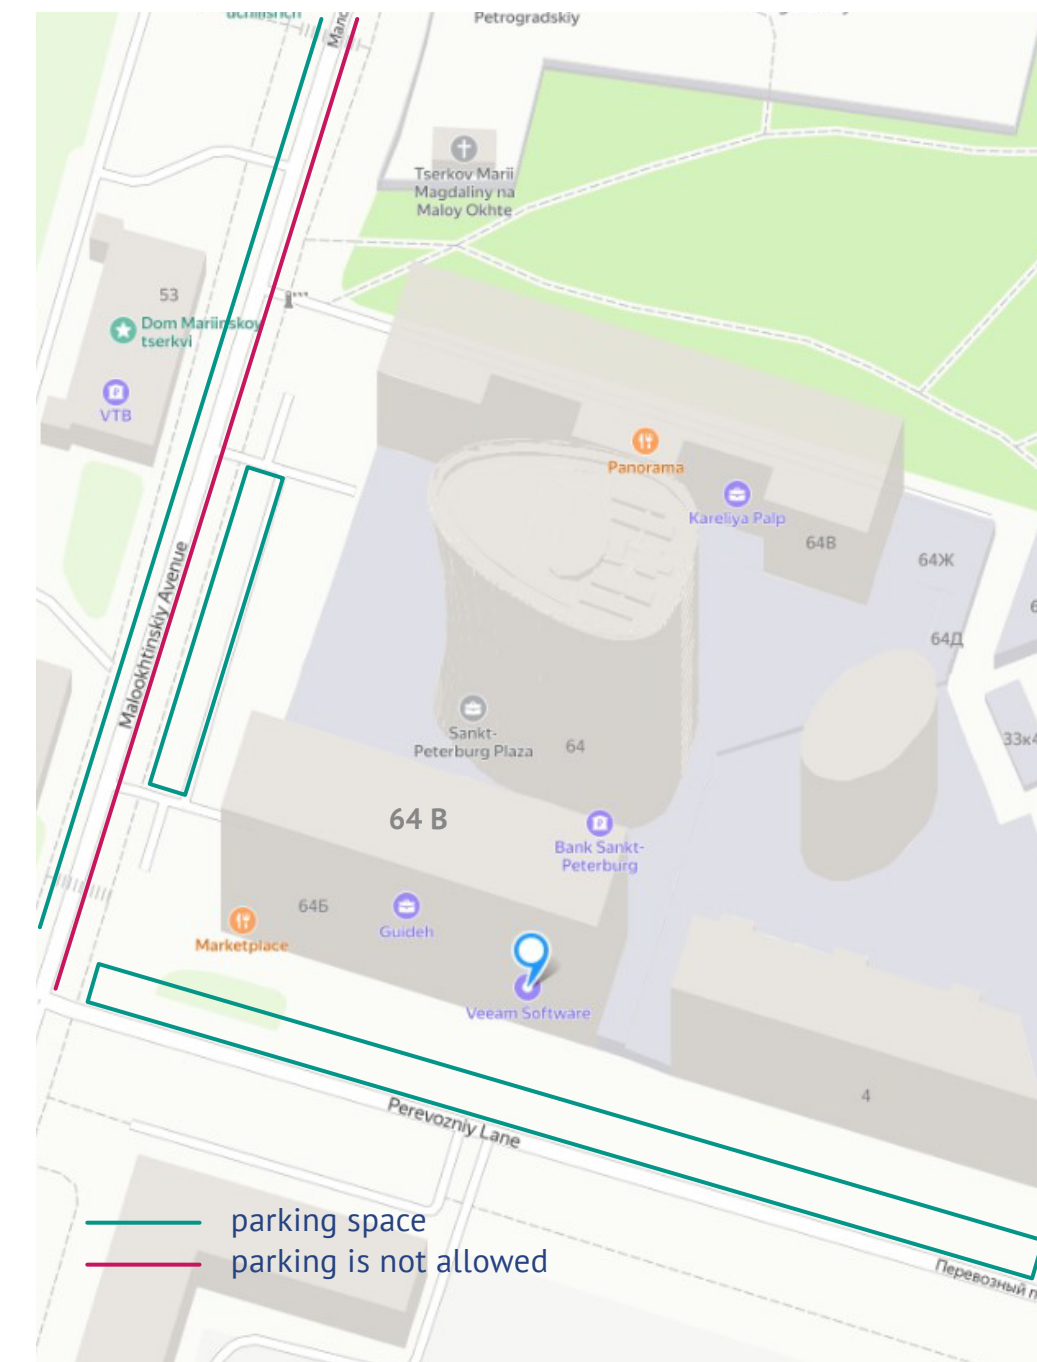 Petrogradskiy
Tserkov Marii
Magdaliny na
Maloy Okhte
53
Dom Mariinskoy
tserkvi
VTB
Panorama
Kareliya Palp
64В
64Ж
64Д
Malookhtinskiy Avenue
Sankt-
Peterburg Plaza
64
33к4
64 В
Bank Sankt-
Peterburg
64Б
Guideh
Marketplace
Veeam Software
4
Perevozniy Lane
Перевозный п
parking space
parking is not allowed